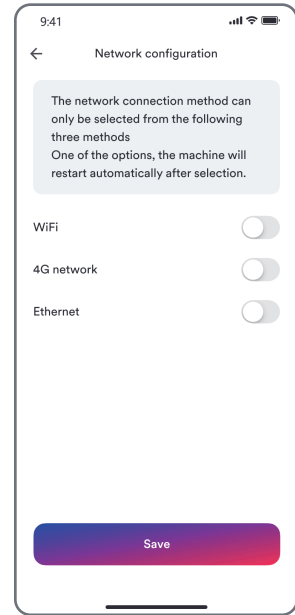 9:41
Network configuration
The network connection method can
only be selected from the following
three methods
One of the options, the machine will
restart automatically after selection.
WiFi
4G network
Ethernet
Save